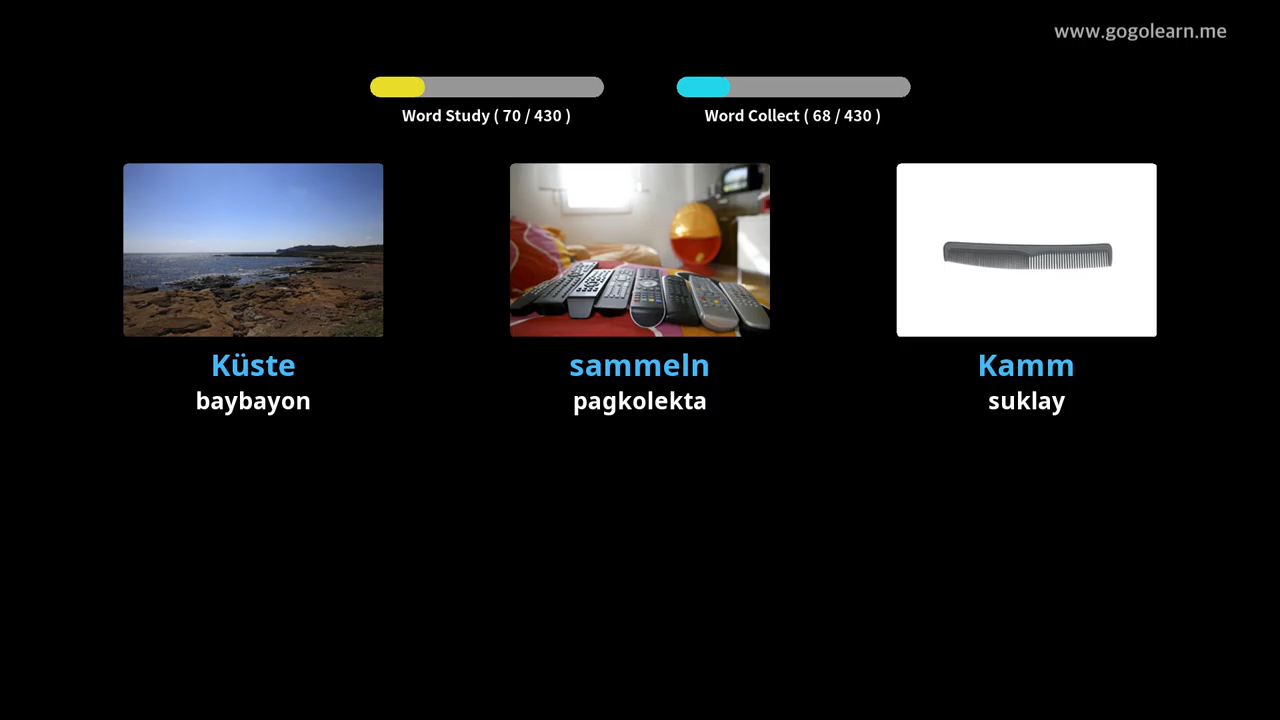 www.gogolearn.me
Word Study ( 70 / 430 )
Word Collect ( 68 / 430 )
Küste
baybayon
sammeln
pagkolekta
Kamm
suklay